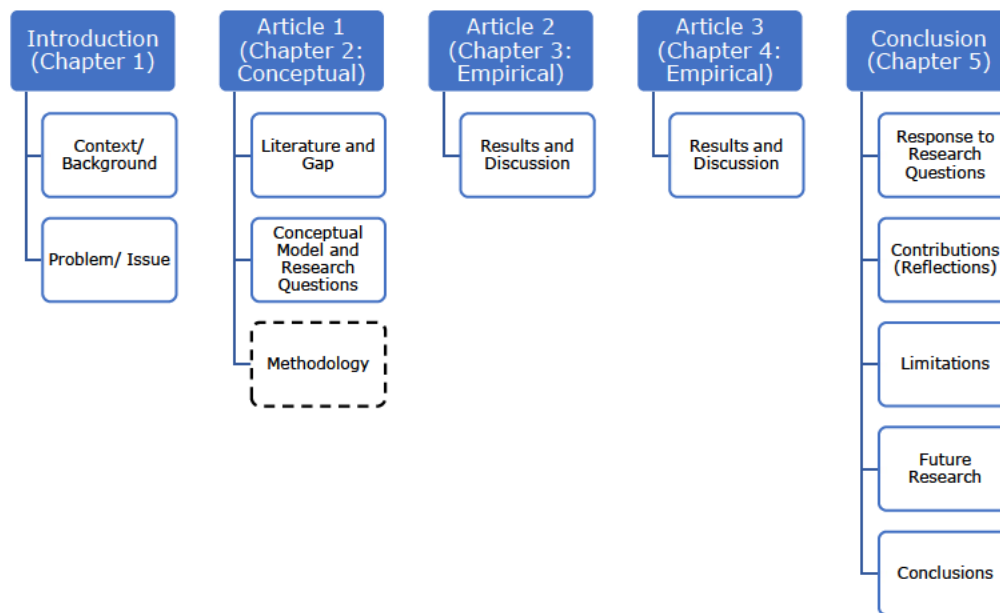 Introduction
(Chapter 1)
Context/
Background
Problem/ Issue
Article 1
(Chapter 2:
Conceptual)
Literature and
Gap
Conceptual
Model and
Research
Questions
Methodology
Article 2
(Chapter 3:
Empirical)
Results and
Discussion
Article 3
(Chapter 4:
Empirical)
Results and
Discussion
Conclusion
(Chapter 5)
Response to
Research
Questions
Contributions
(Reflections)
Limitations
Future
Research
Conclusions